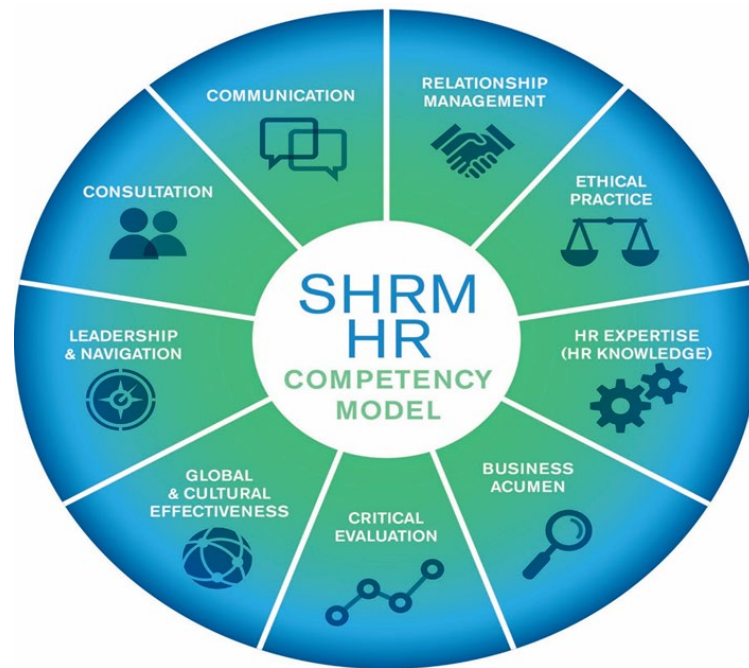 SHRM
HR
COMPETENCY
MODEL
COMMUNICATION
RELATIONSHIP
MANAGEMENT
ETHICAL
PRACTICE
HR EXPERTISE
(HR KNOWLEDGE)
BUSINESS
ACUMEN
CRITICAL
EVALUATION
GLOBAL
& CULTURAL
EFFECTIVENESS
LEADERSHIP
& NAVIGATION
CONSULTATION